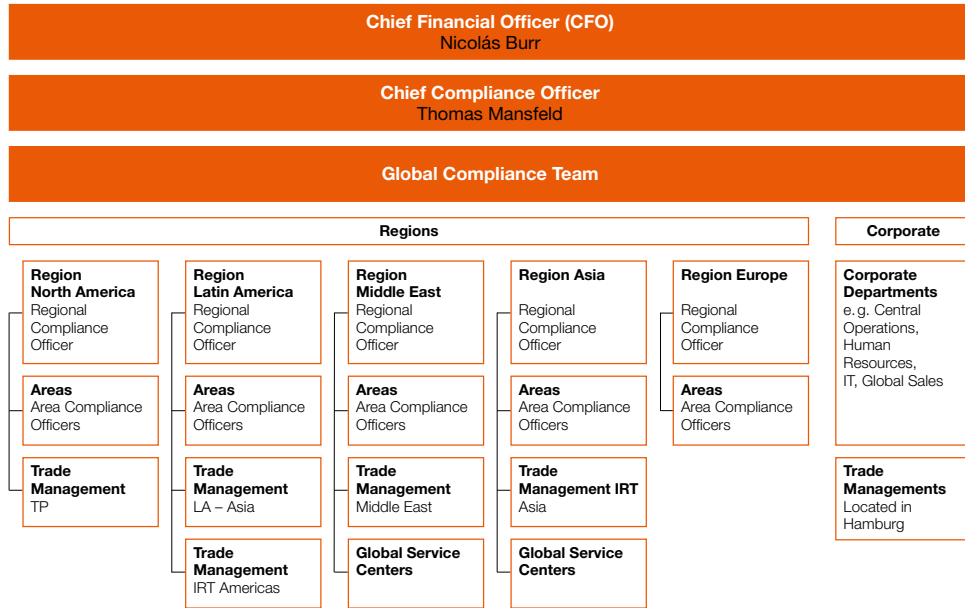 Chief Financial Officer (CFO)
Nicolás Burr
Chief Compliance Officer
Thomas Mansfeld
Global Compliance Team
Regions
Corporate
Region
North America
Regional
Compliance
Officer
Areas
Area Compliance
Officers
Trade
Management
TP
Region
Latin America
Regional
Compliance
Officer
Areas
Area Compliance
Officers
Trade
Management
LA – Asia
Trade
Management
IRT Americas
Region
Middle East
Regional
Compliance
Officer
Areas
Area Compliance
Officers
Trade
Management
Middle East
Global Service
Centers
Region Asia
Regional
Compliance
Officer
Areas
Area Compliance
Officers
Trade
Management IRT
Asia
Global Service
Centers
Region Europe
Regional
Compliance
Officer
Areas
Area Compliance
Officers
Corporate
Departments
e. g. Central
Operations,
Human
Resources,
IT, Global Sales
Trade
Managements
Located in
Hamburg